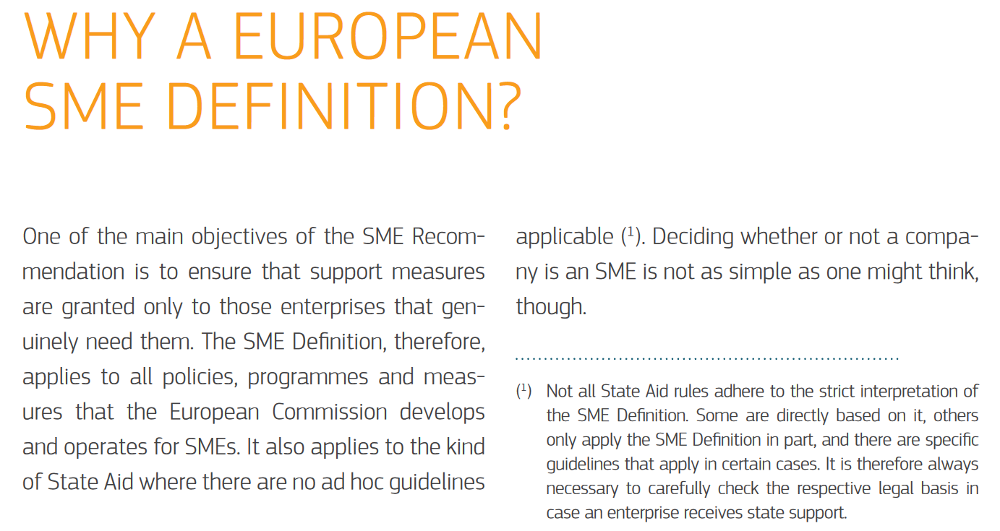 WHY A EUROPEAN
SME DEFINITION?
One of the main objectives of the SME Recom-
mendation is to ensure that support measures
are granted only to those enterprises that gen-
uinely need them. The SME Definition, therefore,
applies to all policies, programmes and meas-
ures that the European Commission develops
and operates for SMEs. It also applies to the kind
of State Aid where there are no ad hoc guidelines
applicable (¹). Deciding whether or not a compa-
ny is an SME is not as simple as one might think,
though.
(¹) Not all State Aid rules adhere to the strict interpretation of
the SME Definition. Some are directly based on it, others
only apply the SME Definition in part, and there are specific
guidelines that apply in certain cases. It is therefore always
necessary to carefully check the respective legal basis in
case an enterprise receives state support.